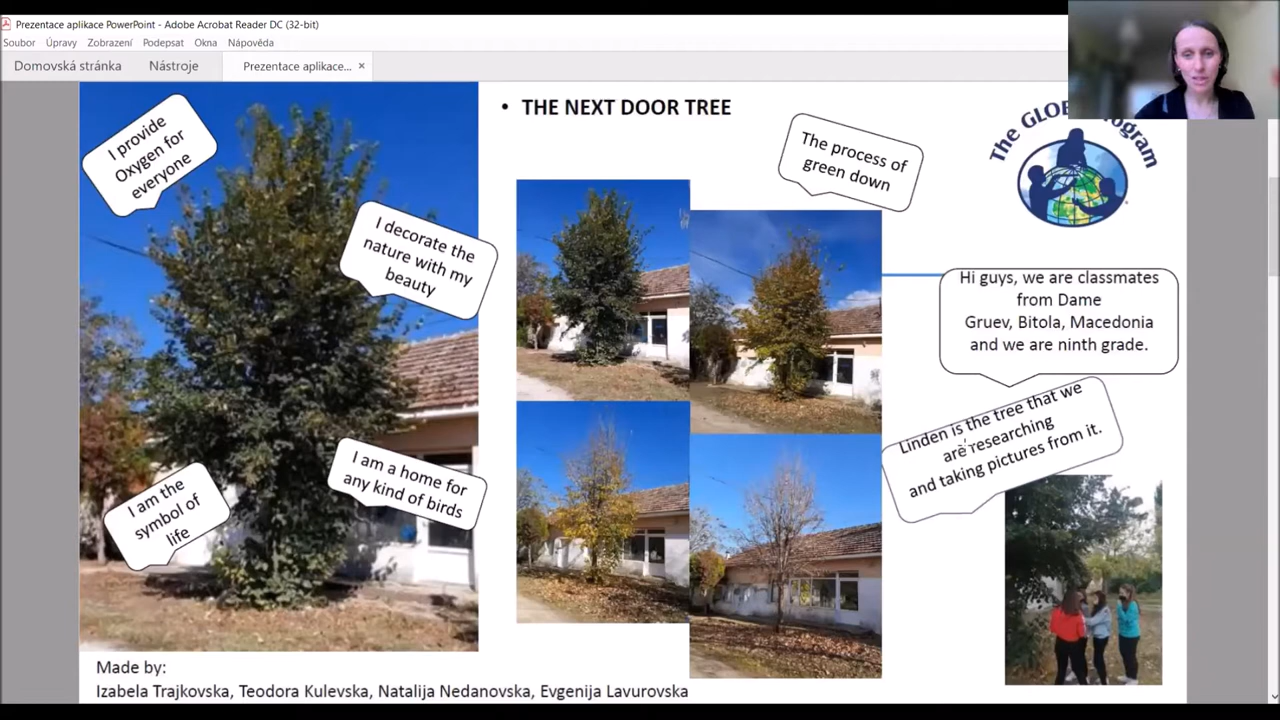 Prezentace aplikace PowerPoint - Adobe Acrobat Reader DC (32-bit)
Soubor Úpravy Zobrazení Podepsat Okna Nápověda
Domovská stránka Nástroje Prezentace aplikace... ×
• THE NEXT DOOR TREE
I provide
Oxygen for
everyone
I decorate the
nature with my
beauty
I am the
symbol of
life
I am a home for
any kind of birds
The process of
green down
The GLOBE Program
Hi guys, we are classmates
from Dame
Gruev, Bitola, Macedonia
and we are ninth grade.
Linden is the tree that we
are researching
and taking pictures from it.
Made by:
Izabela Trajkovska, Teodora Kulevska, Natalija Nedanovska, Evgenija Lavurovska